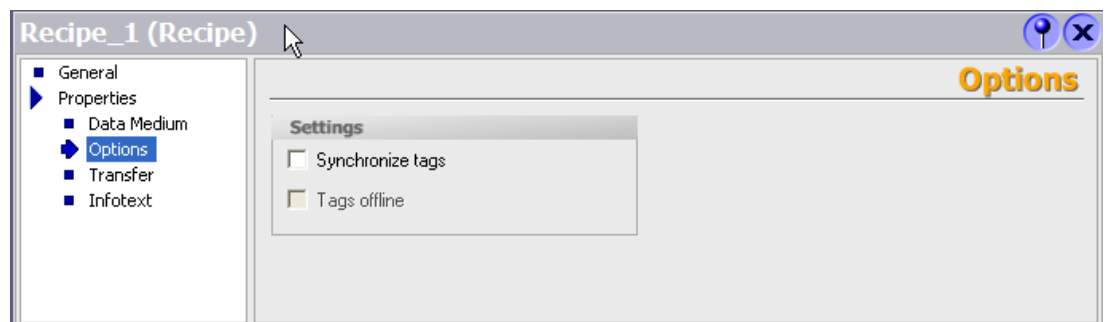 Recipe_1 (Recipe)
General
Properties
Data Medium
Options
Transfer
Infotext
Options
Settings
Synchronize tags
Tags offline